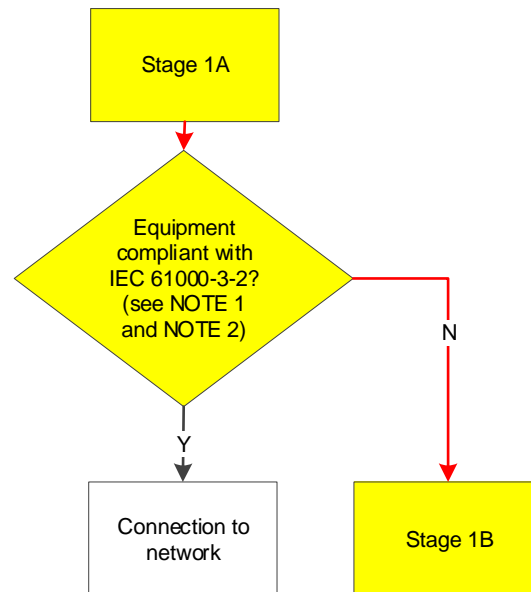 Stage 1A
Equipment
compliant with
IEC 61000-3-2?
(see NOTE 1
and NOTE 2)
N
Y
Connection to
network
Stage 1B